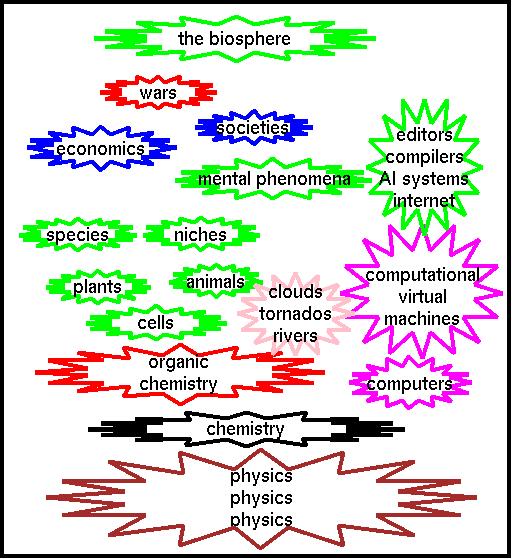 the biosphere
wars
societies
economics
editors
compilers
AI systems
internet
mental phenomena
species
niches
computational
virtual
machines
plants
animals
clouds
tornados
rivers
cells
organic
chemistry
computers
chemistry
physics
physics
physics